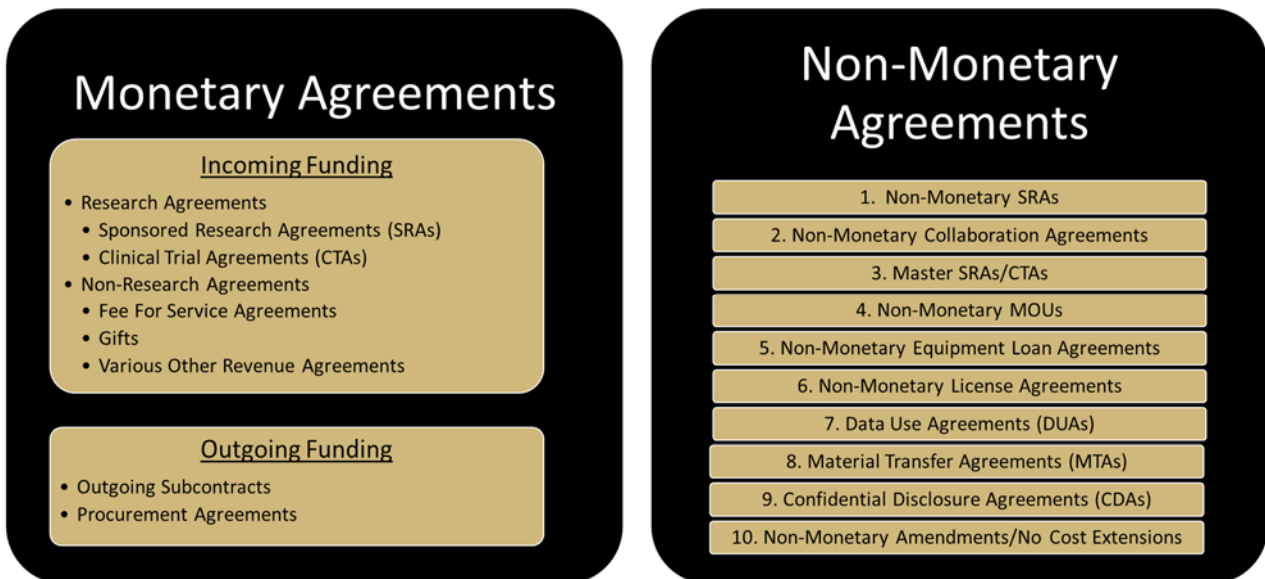 Monetary Agreements
Incoming Funding
• Research Agreements
• Sponsored Research Agreements (SRAs)
• Clinical Trial Agreements (CTAs)
• Non-Research Agreements
• Fee For Service Agreements
• Gifts
• Various Other Revenue Agreements
Outgoing Funding
• Outgoing Subcontracts
• Procurement Agreements
Non-Monetary
Agreements
1. Non-Monetary SRAs
2. Non-Monetary Collaboration Agreements
3. Master SRAs/CTAs
4. Non-Monetary MOUs
5. Non-Monetary Equipment Loan Agreements
6. Non-Monetary License Agreements
7. Data Use Agreements (DUAs)
8. Material Transfer Agreements (MTAs)
9. Confidential Disclosure Agreements (CDAs)
10. Non-Monetary Amendments/No Cost Extensions